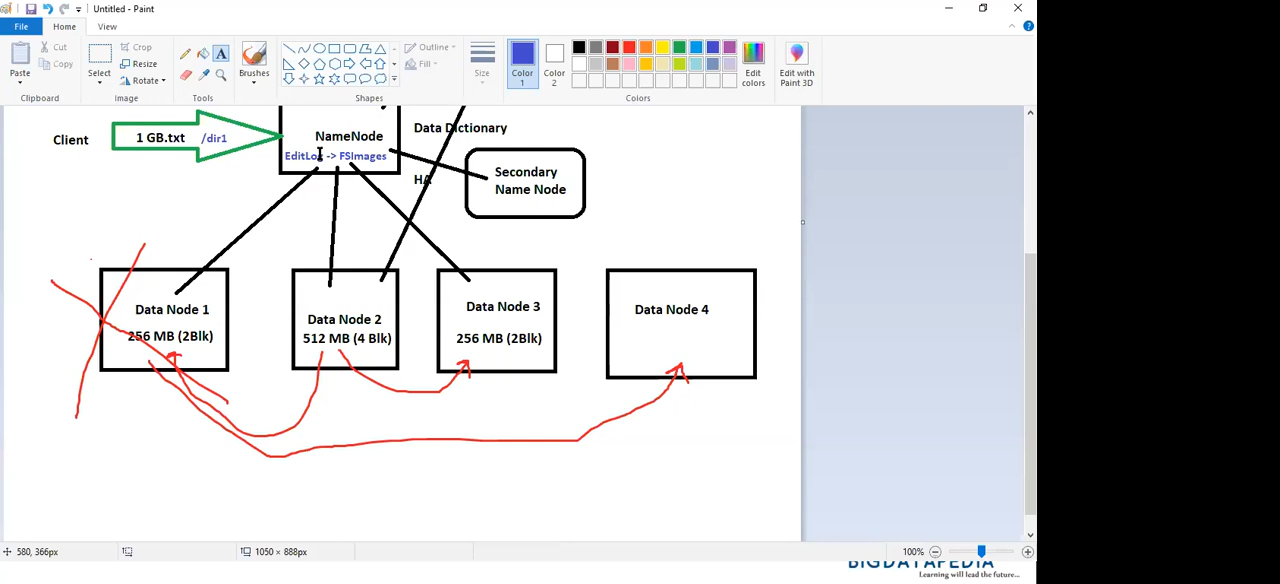 Untitled - Paint
File Home View
Paste
Cut
Copy
Clipboard
Select
Crop
Resize
Rotate
Image
Tools
Brushes
Shapes
Outline
Fill
Size
Color 1
Color 2
Colors
Edit colors
Edit with Paint 3D
Client
1 GB.txt /dir1
NameNode
EditLog -> FSImages
Data Dictionary
HA
Secondary
Name Node
Data Node 1
256 MB (2Blk)
Data Node 2
512 MB (4 Blk)
Data Node 3
256 MB (2Blk)
Data Node 4
580, 366px
1050 × 888px
100%
BIGDATAPEDIA
Learning will lead the future...